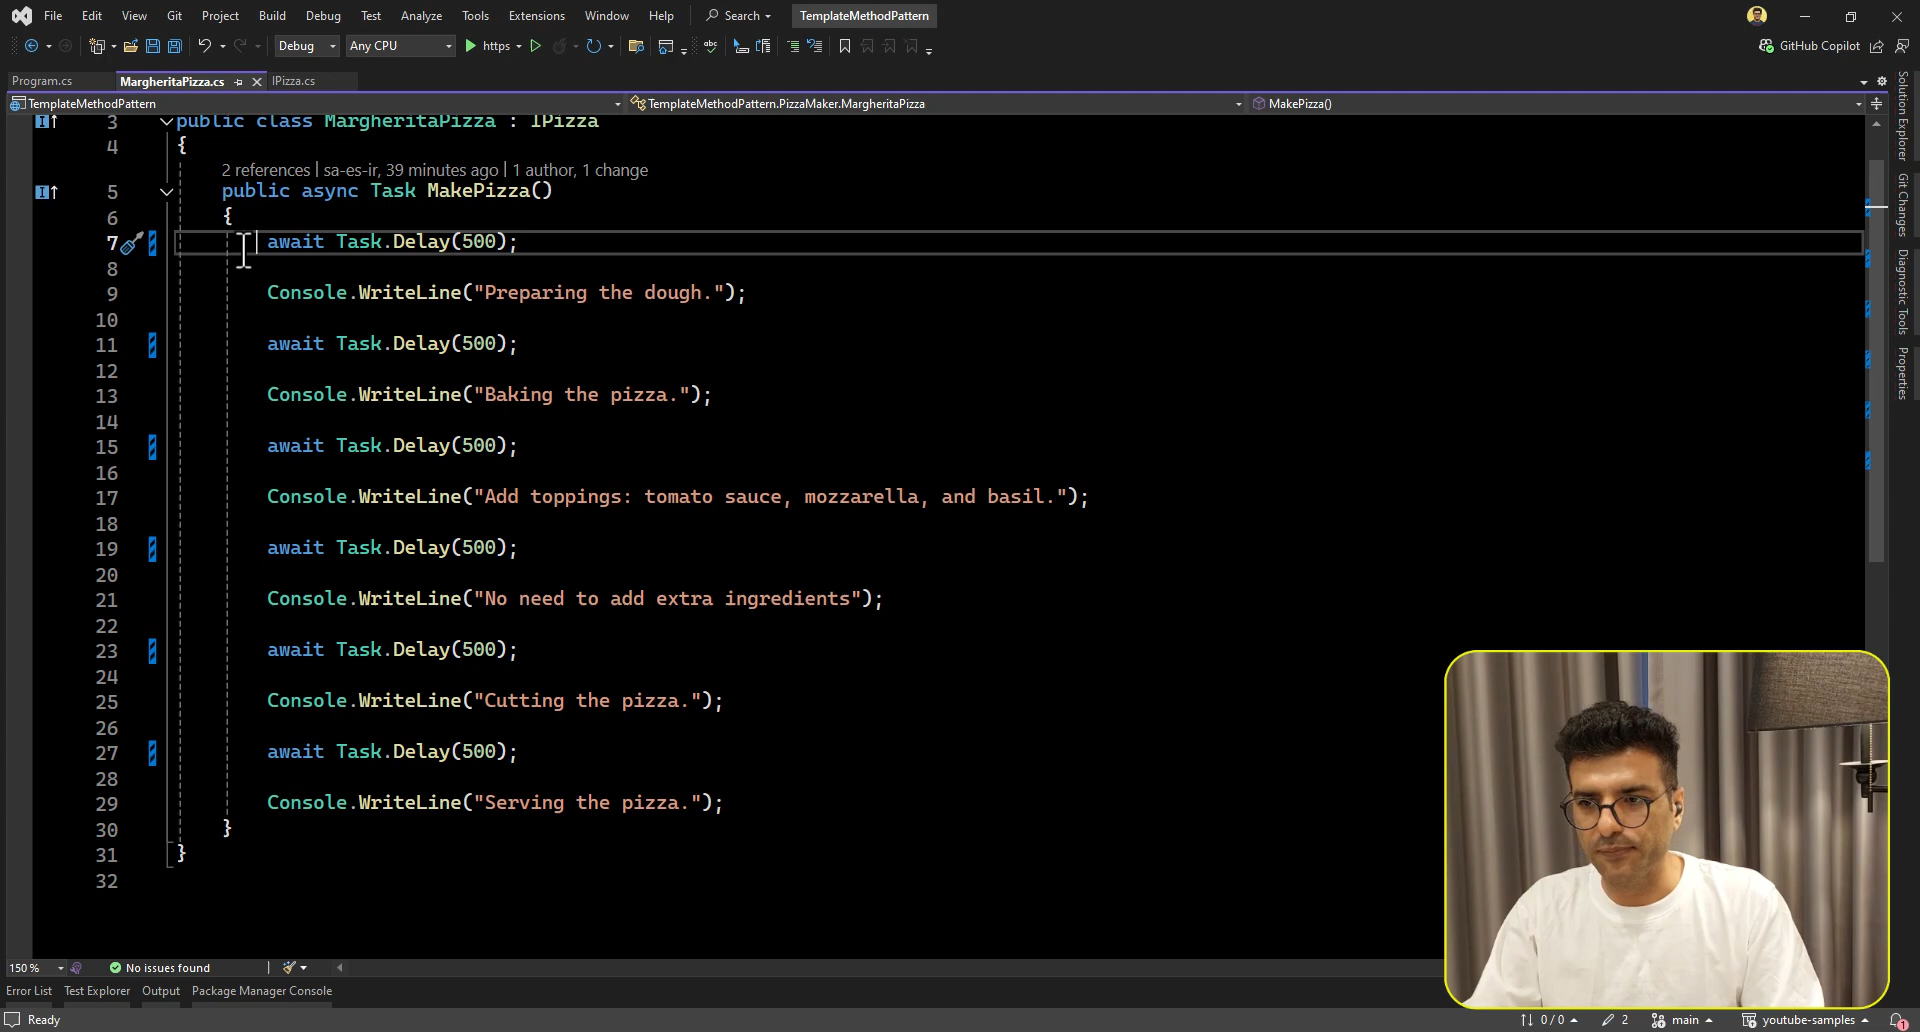 File Edit View Git Project Build Debug Test Analyze Tools Extensions Window Help Search TemplateMethodPattern
Debug Any CPU https GitHub Copilot
Program.cs MargheritaPizza.cs IPizza.cs
TemplateMethodPattern TemplateMethodPattern.PizzaMaker.MargheritaPizza MakePizza()
3 public class MargheritaPizza : IPizza
4 {
2 references | sa-es-ir, 39 minutes ago | 1 author, 1 change
5 public async Task MakePizza()
6 {
7 await Task.Delay(500);
8
9 Console.WriteLine("Preparing the dough.");
10
11 await Task.Delay(500);
12
13 Console.WriteLine("Baking the pizza.");
14
15 await Task.Delay(500);
16
17 Console.WriteLine("Add toppings: tomato sauce, mozzarella, and basil.");
18
19 await Task.Delay(500);
20
21 Console.WriteLine("No need to add extra ingredients");
22
23 await Task.Delay(500);
24
25 Console.WriteLine("Cutting the pizza.");
26
27 await Task.Delay(500);
28
29 Console.WriteLine("Serving the pizza.");
30 }
31 }
32
Solution Explorer
Git Changes
Diagnostic Tools
Properties
150 % No issues found
Error List Test Explorer Output Package Manager Console
Ready 0 / 0 2 main youtube-samples 1